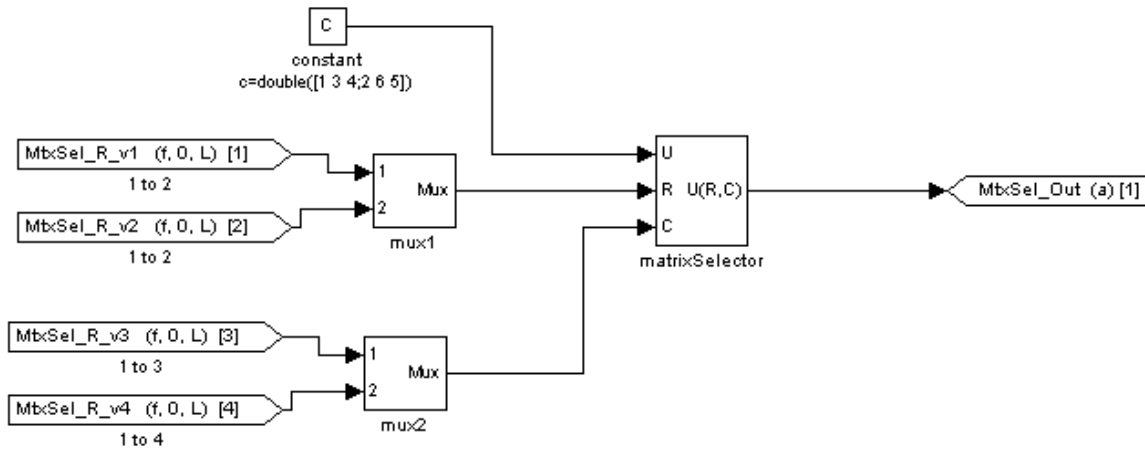 C
constant
c=double([1 3 4;2 6 5])
MtxSel_R_v1 (f, 0, L) [1]
1 to 2
MtxSel_R_v2 (f, 0, L) [2]
1 to 2
1
2
Mux
mux1
U
R U(R,C)
C
matrixSelector
MtxSel_Out (a) [1]
MtxSel_R_v3 (f, 0, L) [3]
1 to 3
MtxSel_R_v4 (f, 0, L) [4]
1 to 4
1
2
Mux
mux2